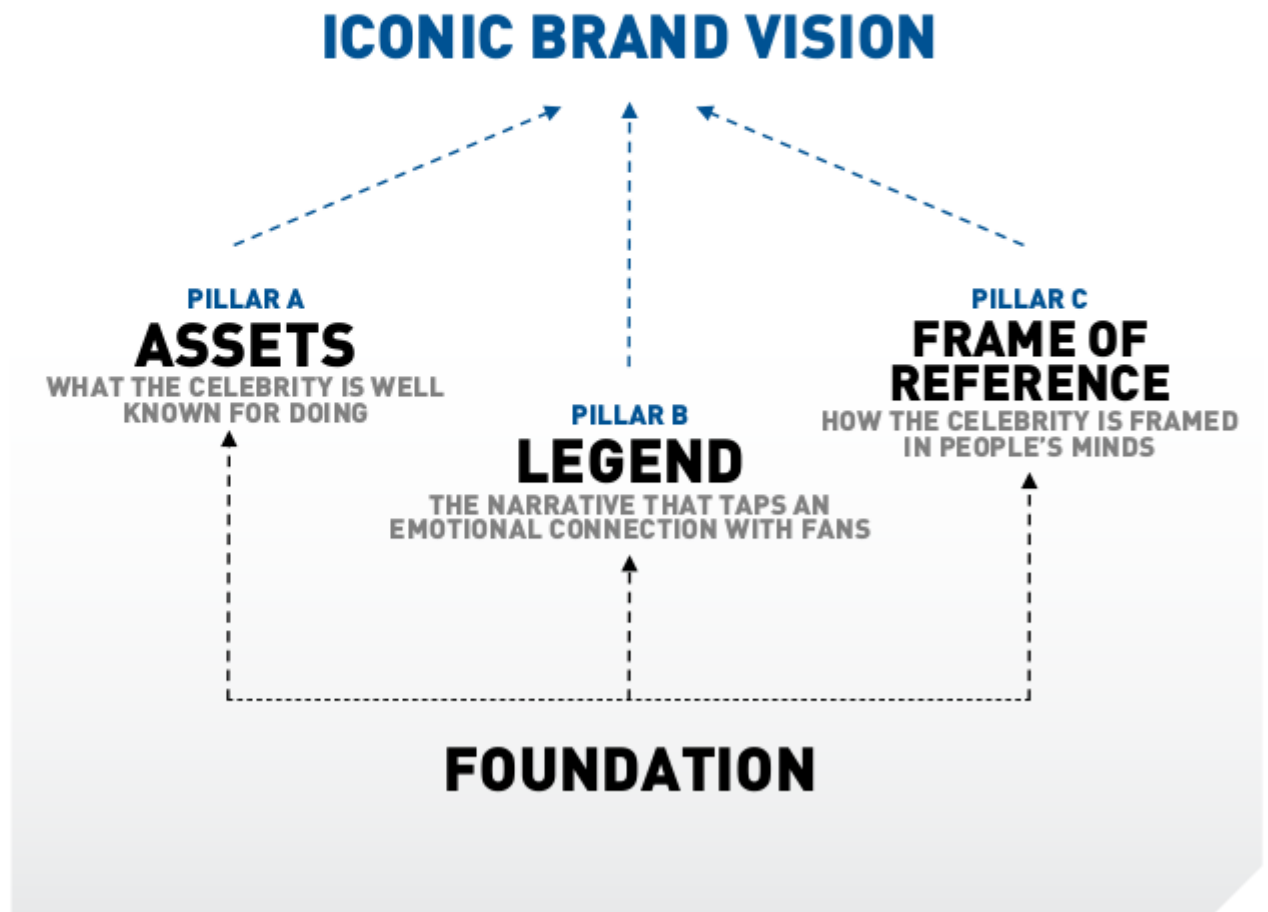 ICONIC BRAND VISION
PILLAR A
ASSETS
WHAT THE CELEBRITY IS WELL
KNOWN FOR DOING
PILLAR B
LEGEND
THE NARRATIVE THAT TAPS AN
EMOTIONAL CONNECTION WITH FANS
PILLAR C
FRAME OF
REFERENCE
HOW THE CELEBRITY IS FRAMED
IN PEOPLE'S MINDS
FOUNDATION